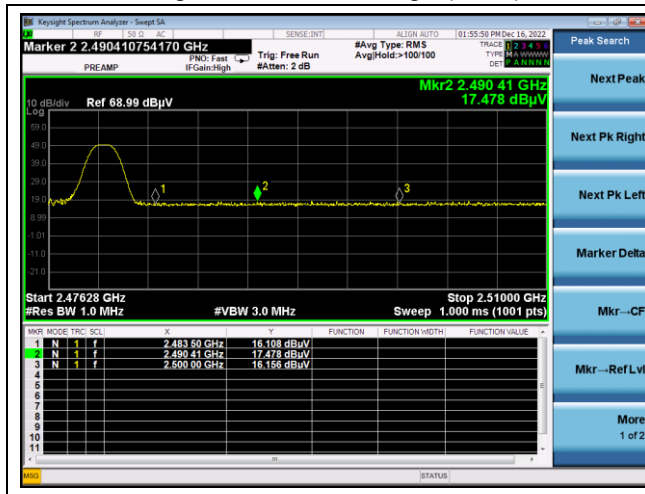 Keysight Spectrum Analyzer - Swept SA
RF 50 Ω AC SENSE:INT ALIGN AUTO 01:55:50 PM Dec 16, 2022
Marker 2 2.490410754170 GHz
#Avg Type: RMS
TRACE 1 2 3 4 5 6
PNO: Fast Trig: Free Run Avg|Hold:>100/100
TYPE M A W W W W
PREAMP IFGain:High #Atten: 2 dB
DET P A N N N N
Mkr2 2.490 41 GHz
10 dB/div Ref 68.99 dBµV 17.478 dBµV
Log
59.0
49.0
39.0
29.0
19.0
8.99
-1.01
-11.0
-21.0
1
2
3
Start 2.47628 GHz Stop 2.51000 GHz
#Res BW 1.0 MHz #VBW 3.0 MHz Sweep 1.000 ms (1001 pts)
MKR MODE TRC SCL X Y FUNCTION FUNCTION WIDTH FUNCTION VALUE
1 N 1 f 2.483 50 GHz 16.108 dBµV
2 N 1 f 2.490 41 GHz 17.478 dBµV
3 N 1 f 2.500 00 GHz 16.156 dBµV
4
5
6
7
8
9
10
11
MSG STATUS
Peak Search
Next Peak
Next Pk Right
Next Pk Left
Marker Delta
Mkr→CF
Mkr→Ref Lvl
More
1 of 2